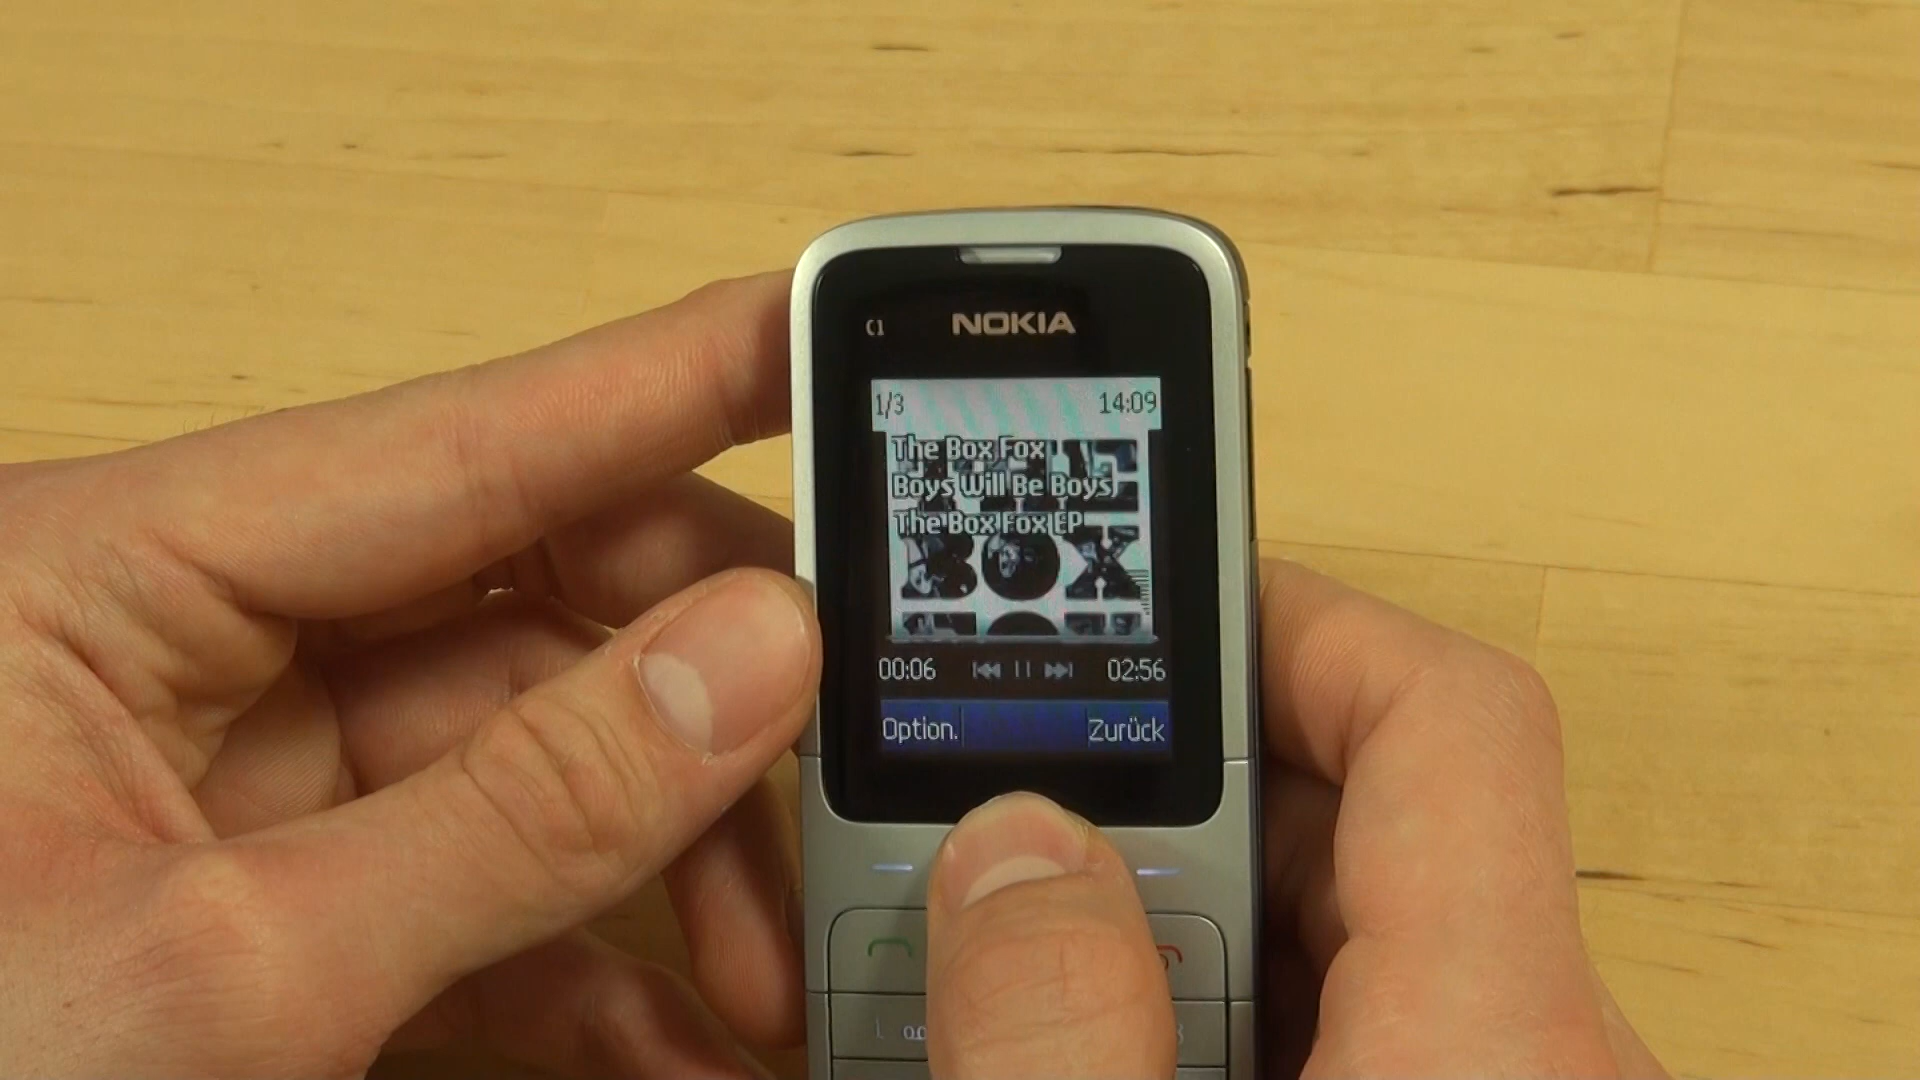 C1 NOKIA
1/3 14:09
The Box Fox
Boys Will Be Boys
The Box Fox EP
BOX
00:06 02:56
Option. Zurück